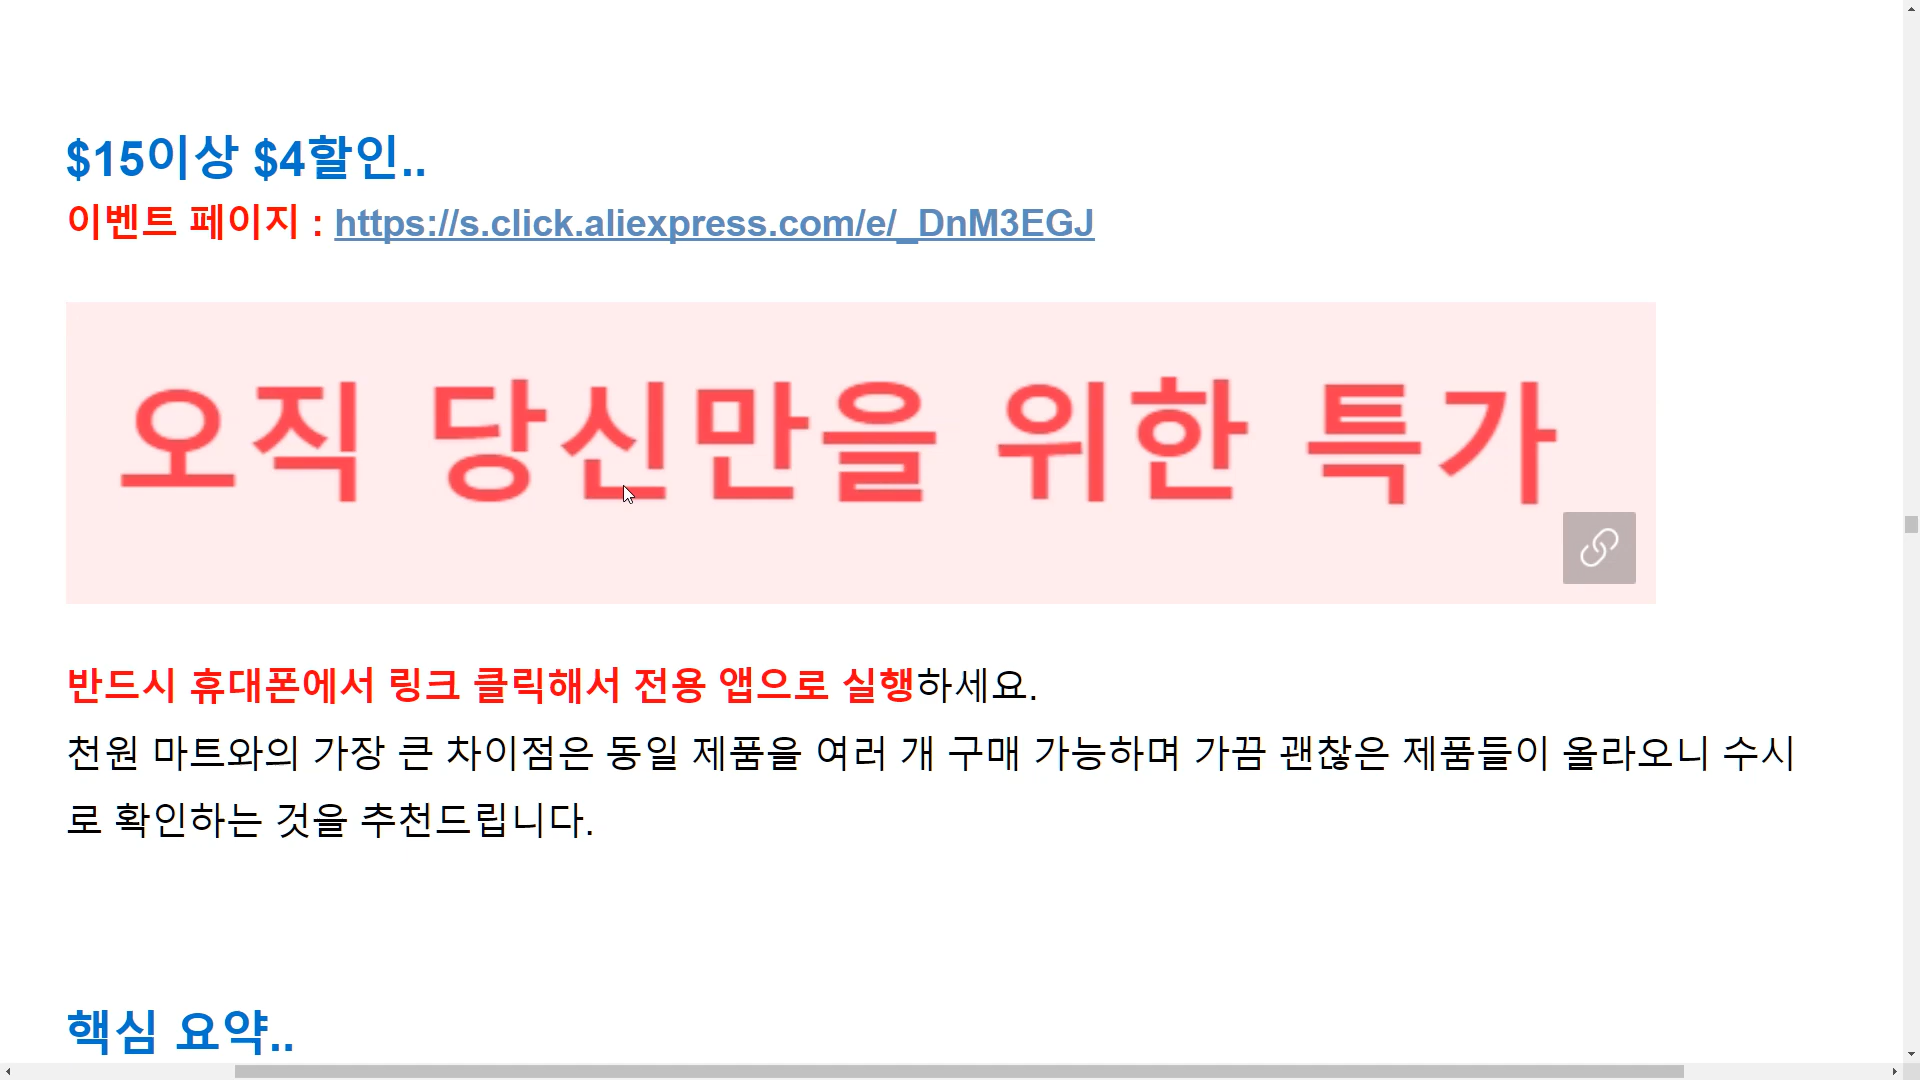 $15이상 $4할인..
이벤트 페이지 : https://s.click.aliexpress.com/e/_DnM3EGJ
오직 당신만을 위한 특가
반드시 휴대폰에서 링크 클릭해서 전용 앱으로 실행하세요.
천원 마트와의 가장 큰 차이점은 동일 제품을 여러 개 구매 가능하며 가끔 괜찮은 제품들이 올라오니 수시
로 확인하는 것을 추천드립니다.
핵심 요약..